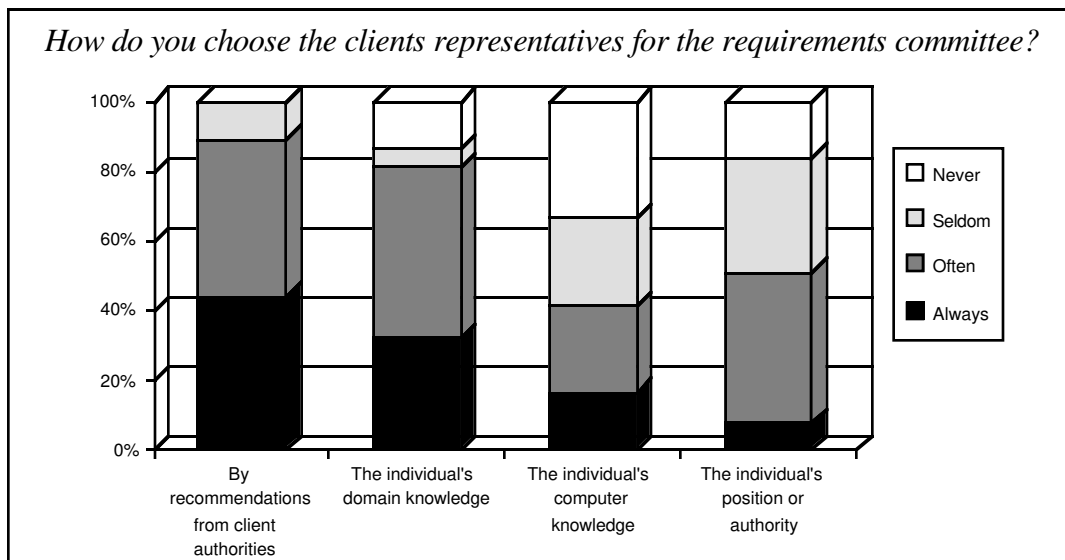 How do you choose the clients representatives for the requirements committee?
100%
80%
60%
40%
20%
0%
By
recommendations
from client
authorities
The individual's
domain knowledge
The individual's
computer
knowledge
The individual's
position or
authority
Never
Seldom
Often
Always